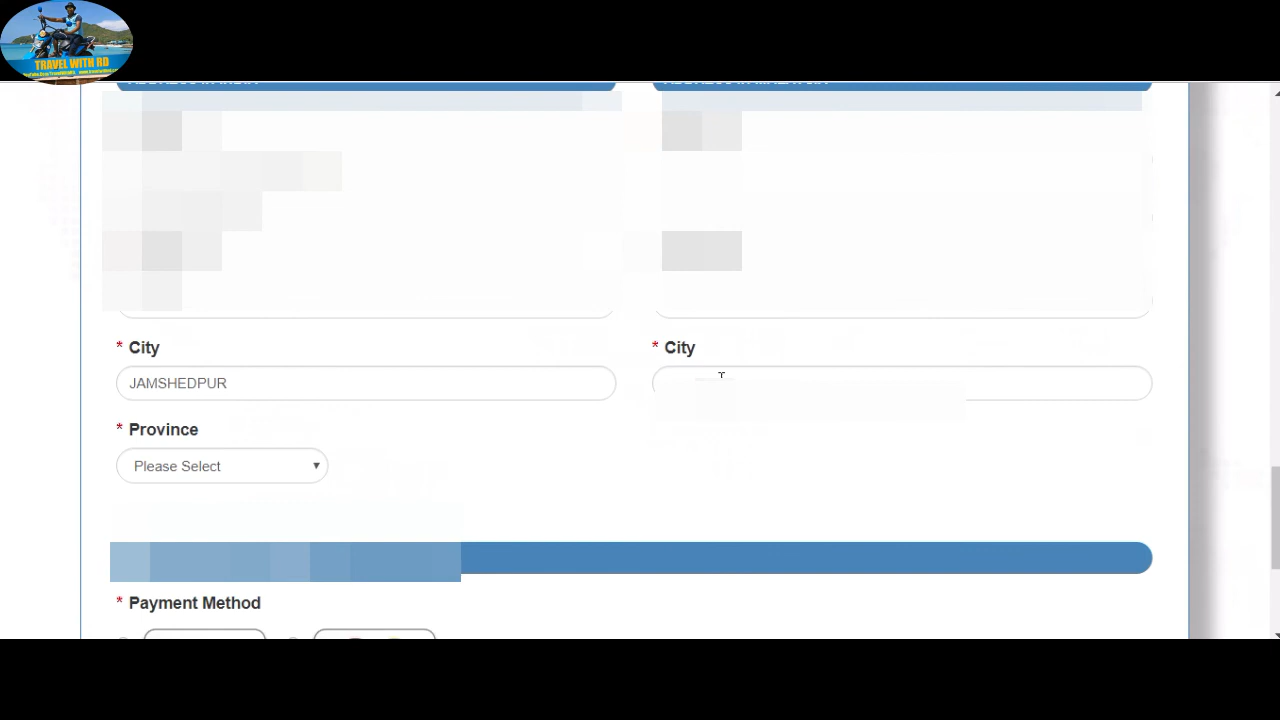 TRAVEL WITH RD
* City
* City
JAMSHEDPUR
* Province
Please Select
* Payment Method